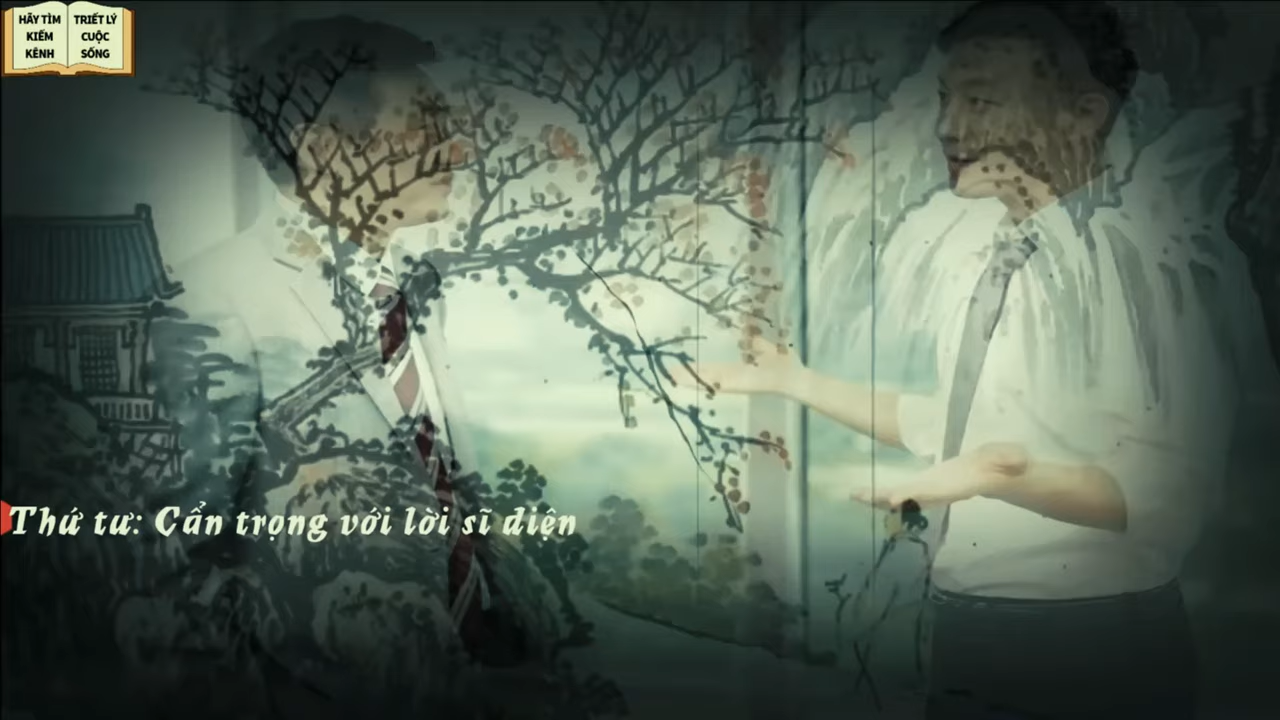 HÃY TÌM
KIẾM
KÊNH
TRIẾT LÝ
CUỘC
SỐNG
Thứ tư: Cẩn trọng với lời sĩ diện